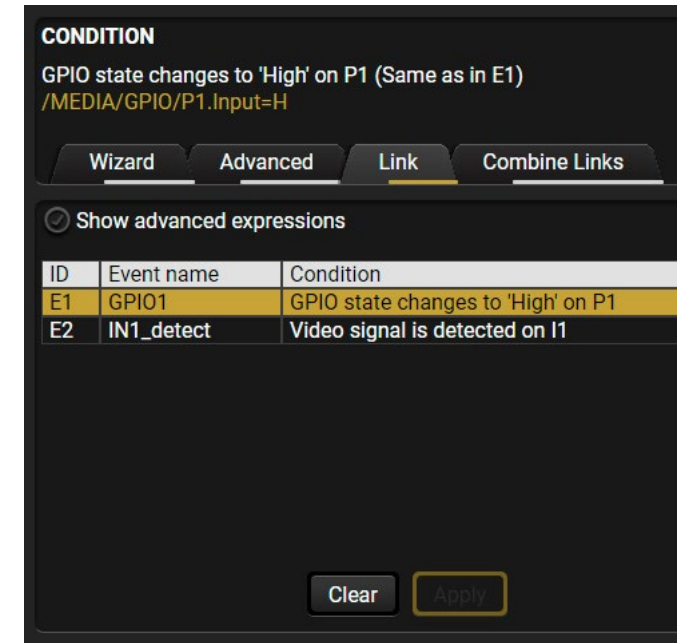 CONDITION
GPIO state changes to 'High' on P1 (Same as in E1)
/MEDIA/GPIO/P1.Input=H
Wizard Advanced Link Combine Links
Show advanced expressions
ID Event name Condition
E1 GPIO1 GPIO state changes to 'High' on P1
E2 IN1_detect Video signal is detected on I1
Clear Apply